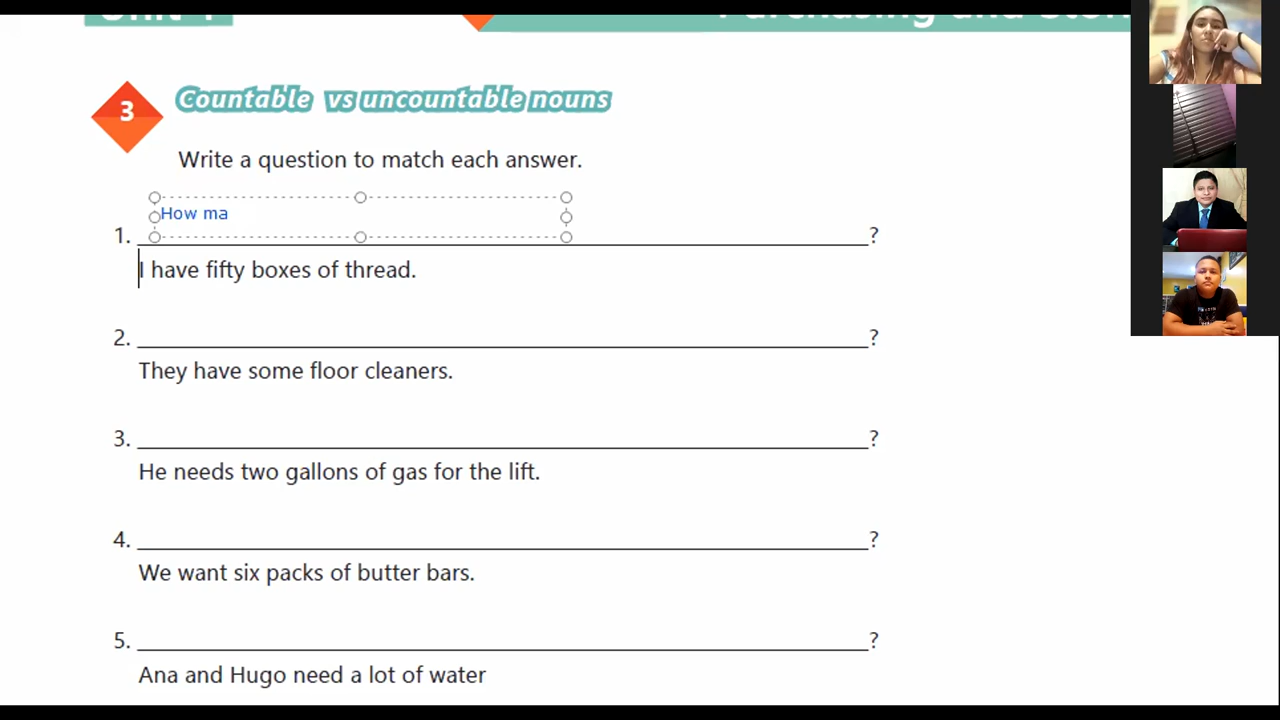 3
Countable vs uncountable nouns
Write a question to match each answer.
How ma
1. ?
I have fifty boxes of thread.
2. ?
They have some floor cleaners.
3. ?
He needs two gallons of gas for the lift.
4. ?
We want six packs of butter bars.
5. ?
Ana and Hugo need a lot of water